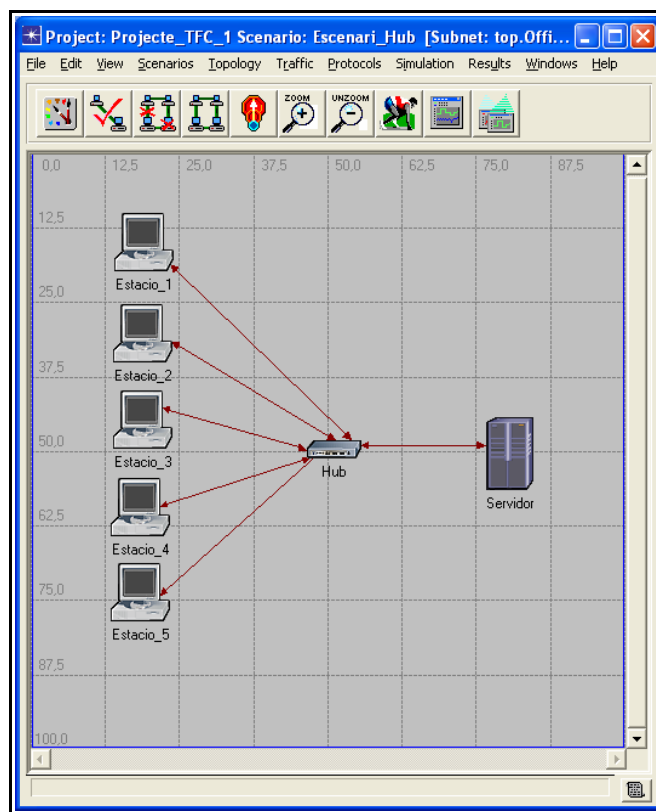 Project: Projecte_TFC_1 Scenario: Escenari_Hub [Subnet: top.Offi...
File Edit View Scenarios Topology Traffic Protocols Simulation Results Windows Help
ZOOM UNZOOM
0,0 12,5 25,0 37,5 50,0 62,5 75,0 87,5
12,5
Estacio_1
25,0
Estacio_2
37,5
Estacio_3
50,0
Hub
Servidor
62,5
Estacio_4
75,0
Estacio_5
87,5
100,0